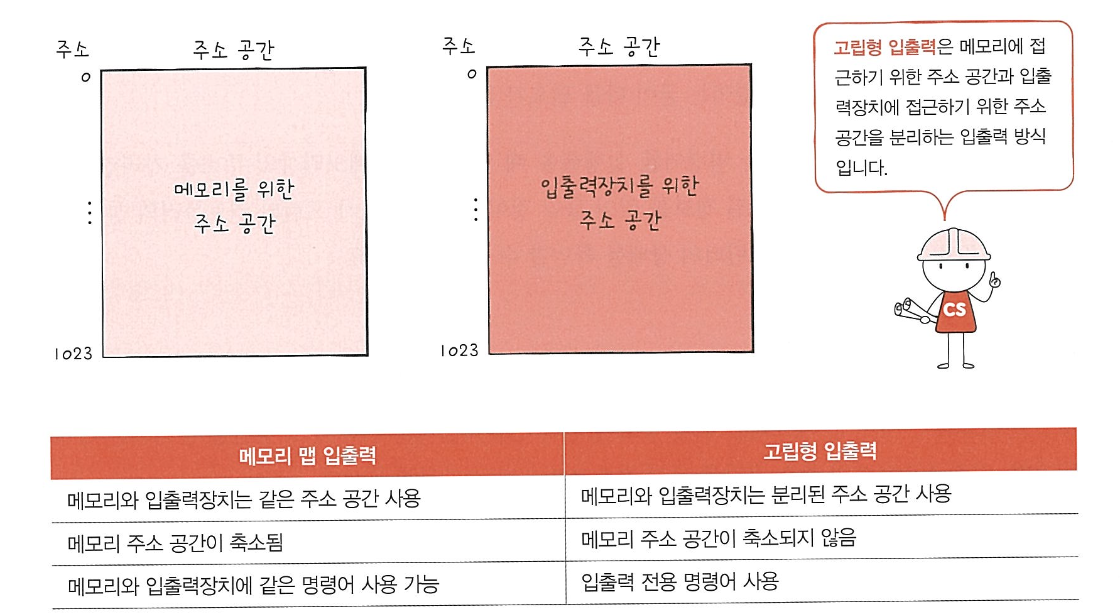 주소 주소 공간
0
메모리를 위한
주소 공간
⋮
1023
주소 주소 공간
0
입출력장치를 위한
주소 공간
⋮
1023
고립형 입출력은 메모리에 접
근하기 위한 주소 공간과 입출
력장치에 접근하기 위한 주소
공간을 분리하는 입출력 방식
입니다.
CS
메모리 맵 입출력 고립형 입출력
메모리와 입출력장치는 같은 주소 공간 사용 메모리와 입출력장치는 분리된 주소 공간 사용
메모리 주소 공간이 축소됨 메모리 주소 공간이 축소되지 않음
메모리와 입출력장치에 같은 명령어 사용 가능 입출력 전용 명령어 사용